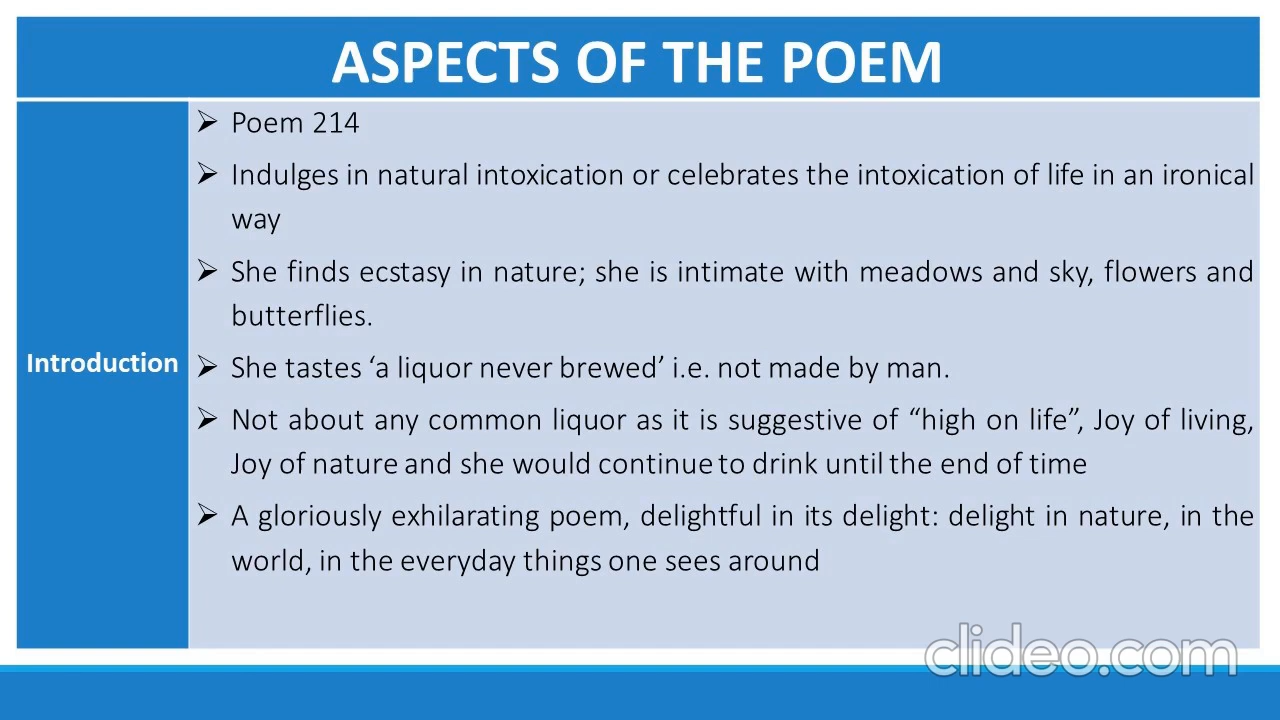 ASPECTS OF THE POEM
Introduction
➢ Poem 214
➢ Indulges in natural intoxication or celebrates the intoxication of life in an ironical
way
➢ She finds ecstasy in nature; she is intimate with meadows and sky, flowers and
butterflies.
➢ She tastes ‘a liquor never brewed’ i.e. not made by man.
➢ Not about any common liquor as it is suggestive of “high on life”, Joy of living,
Joy of nature and she would continue to drink until the end of time
➢ A gloriously exhilarating poem, delightful in its delight: delight in nature, in the
world, in the everyday things one sees around
clideo.com